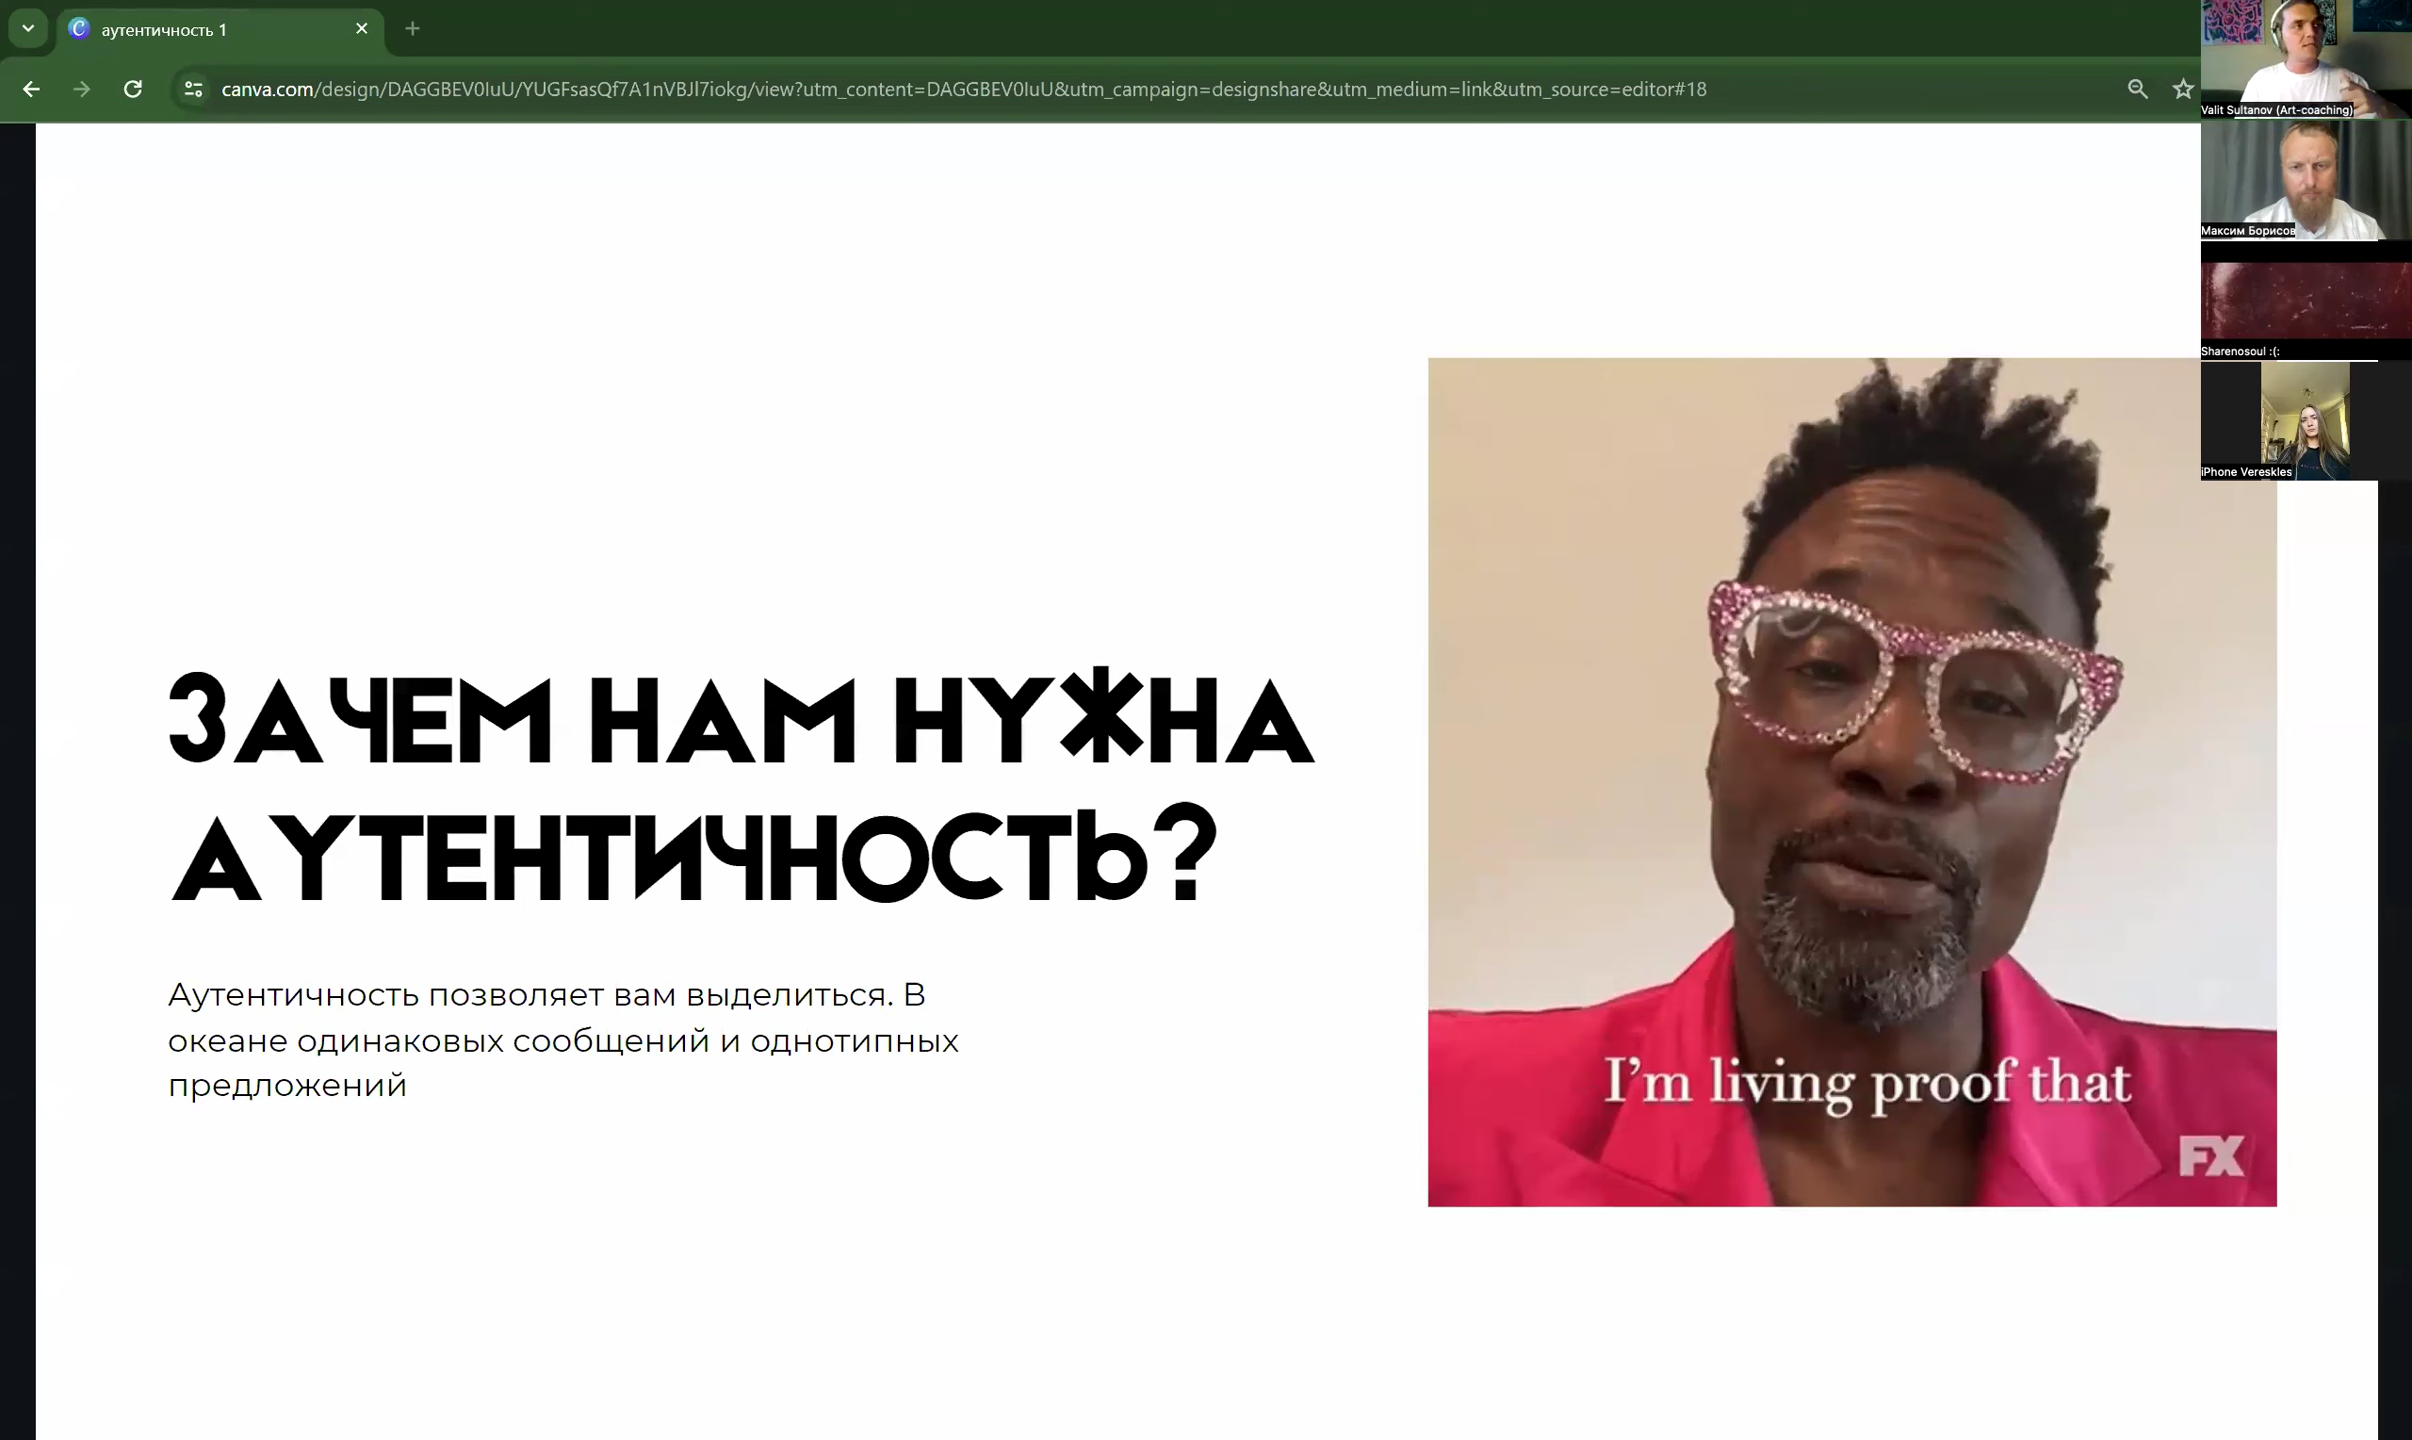 аутентичность 1
canva.com/design/DAGGBEV0IuU/YUGFsasQf7A1nVBJl7iokg/view?utm_content=DAGGBEV0IuU&utm_campaign=designshare&utm_medium=link&utm_source=editor#18
Valit Sultanov (Art-coaching)
Максим Борисов
Sharenosoul :(:
iPhone Vereskles
ЗАЧЕМ НАМ НУЖНА
АУТЕНТИЧНОСТЬ?
Аутентичность позволяет вам выделиться. В
океане одинаковых сообщений и однотипных
предложений
I'm living proof that
FX